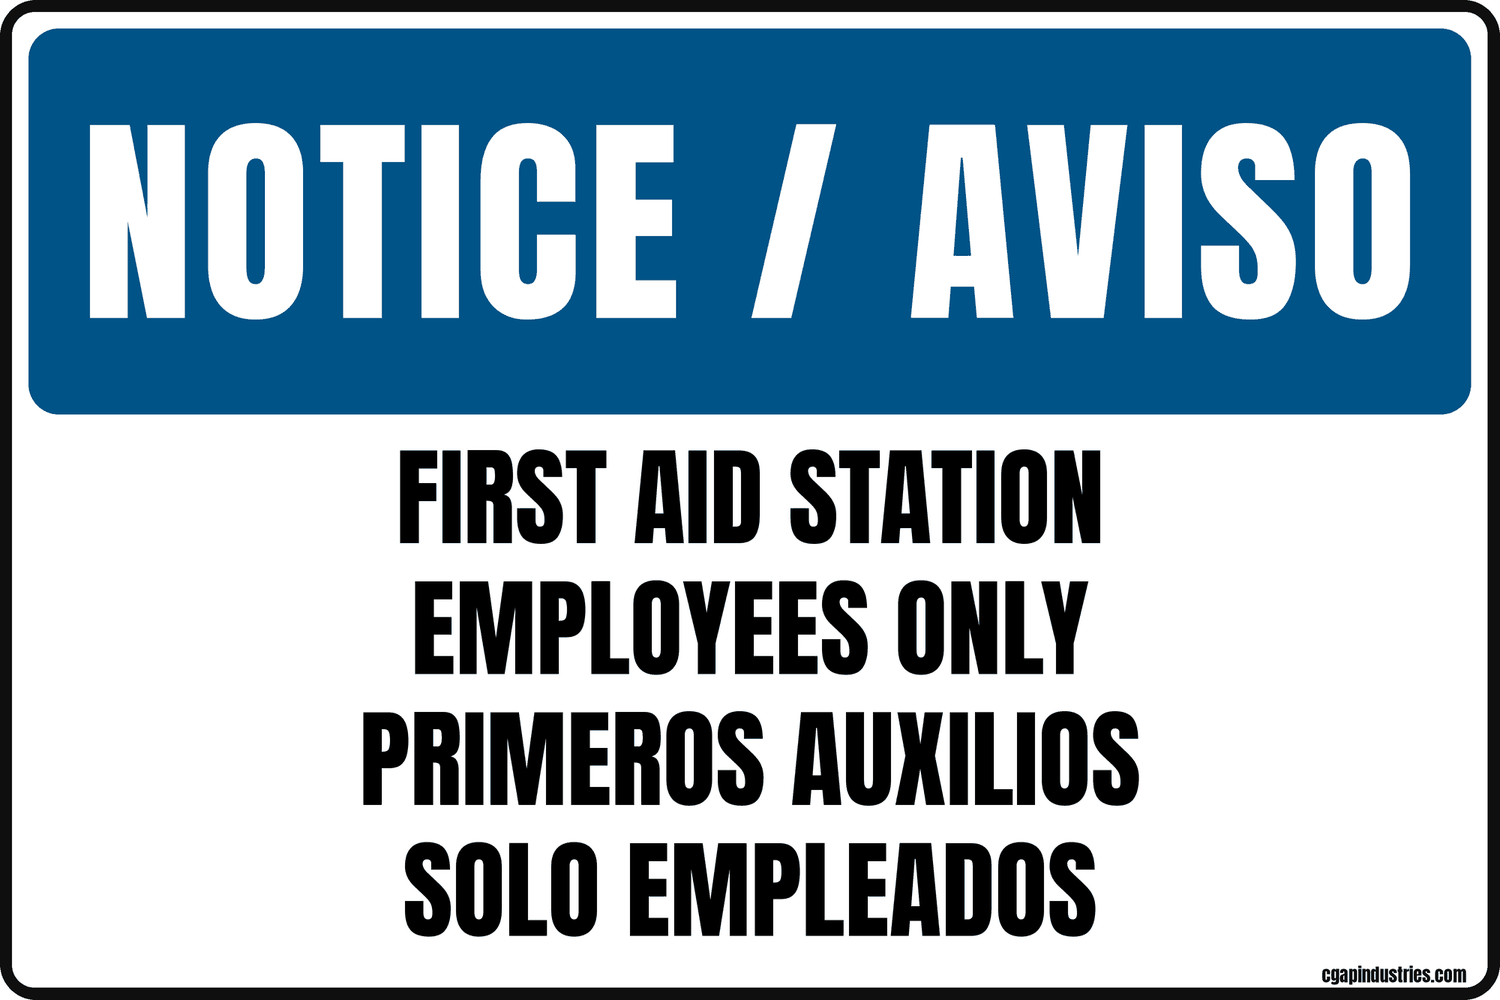 NOTICE / AVISO
FIRST AID STATION
EMPLOYEES ONLY
PRIMEROS AUXILIOS
SOLO EMPLEADOS
cgapindustries.com